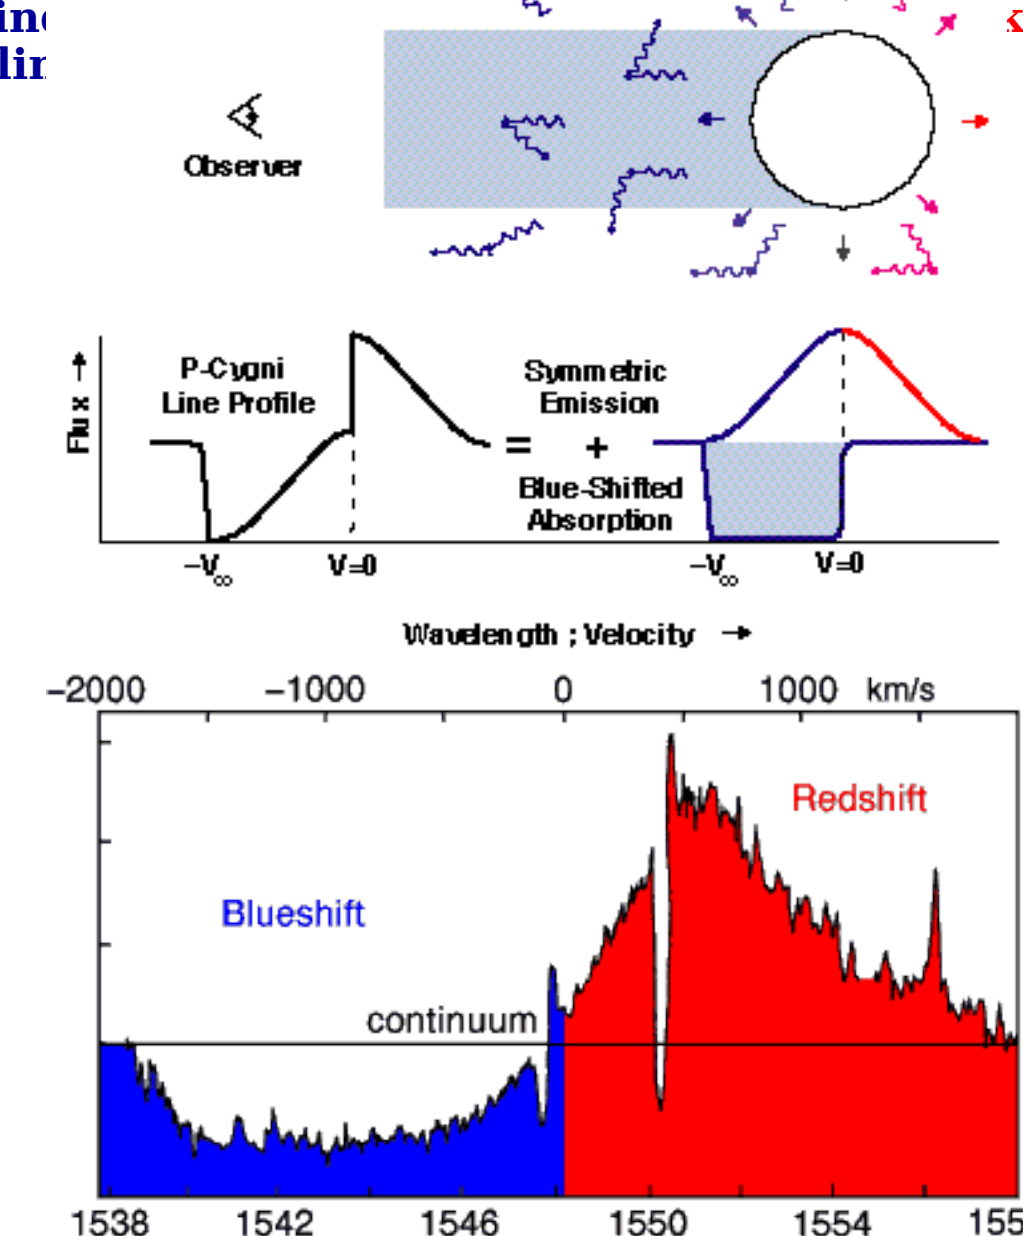 Observer
P-Cygni
Line Profile
Flux →
=
Symmetric
Emission
+
Blue-Shifted
Absorption
−V∞
V=0
−V∞
V=0
Wavelength ; Velocity →
−2000 −1000 0 1000 km/s
Redshift
Blueshift
continuum
1538 1542 1546 1550 1554